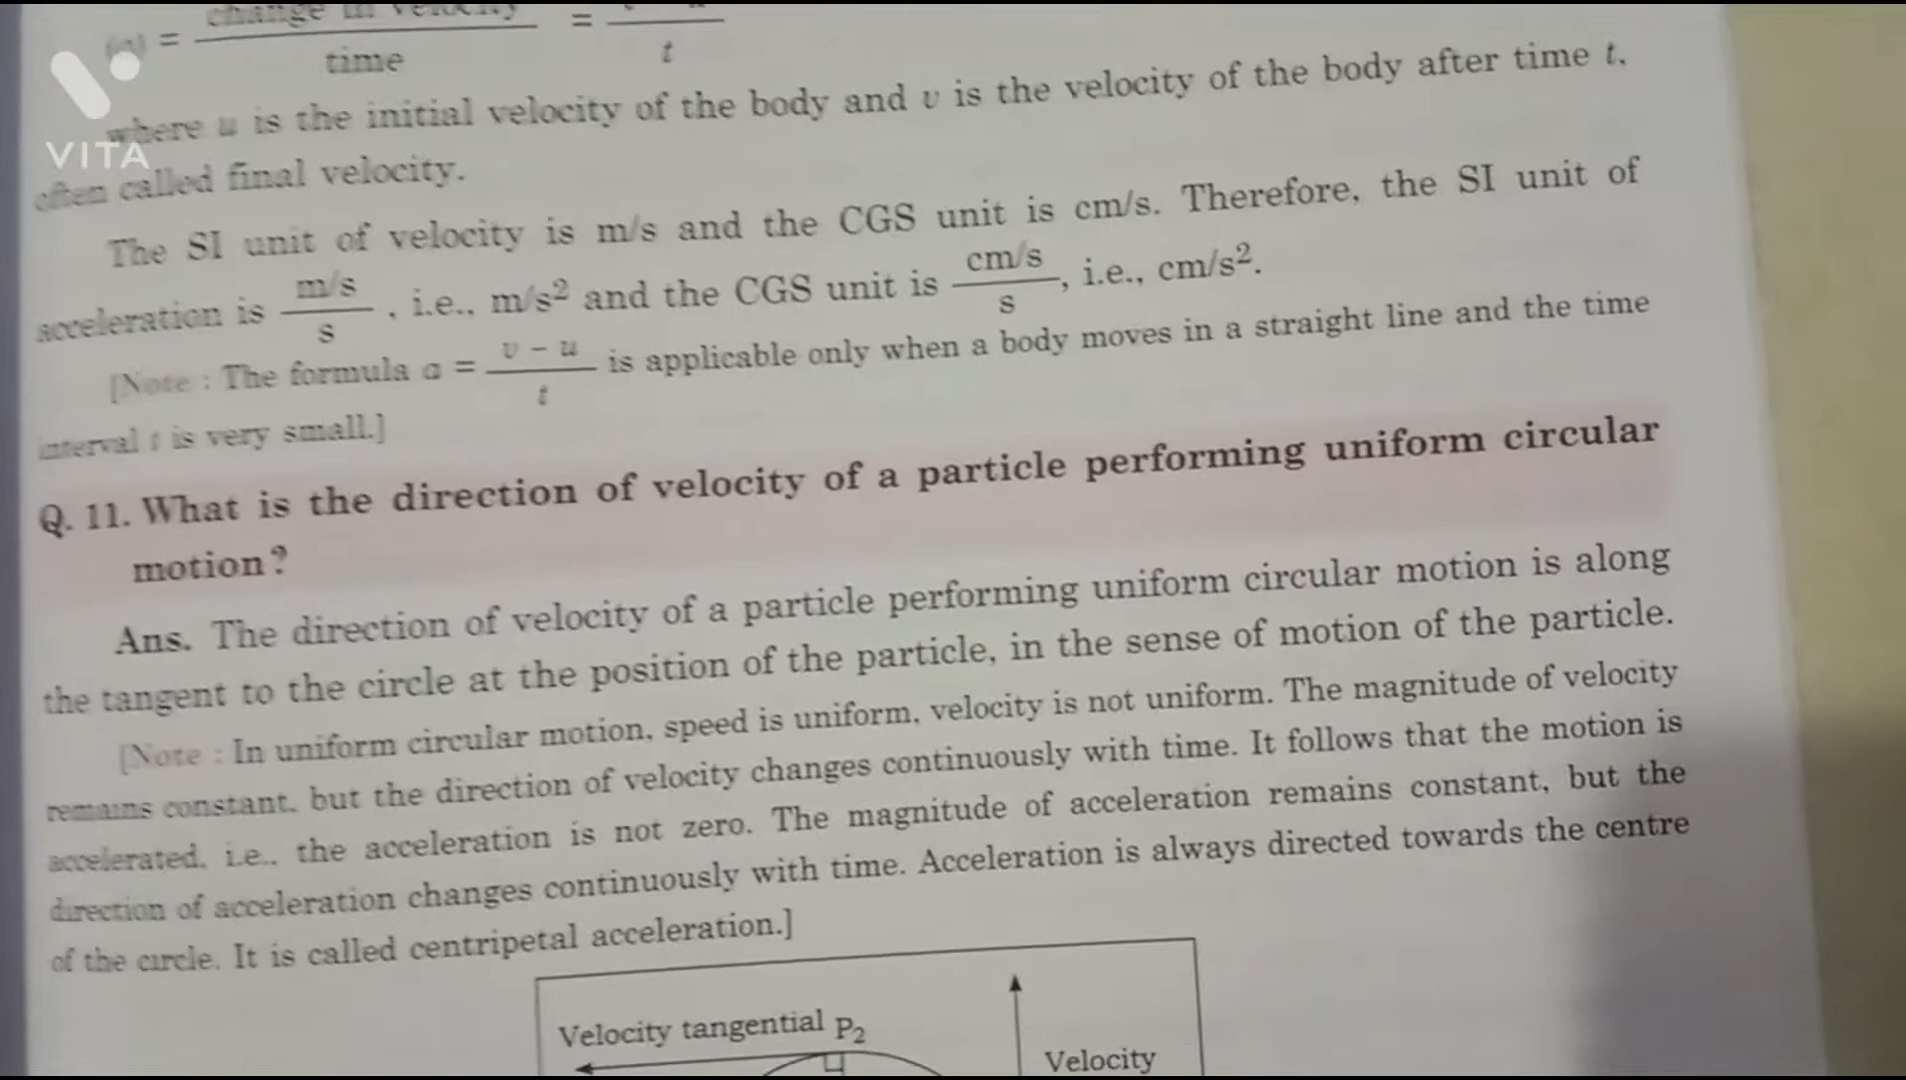 (a) = change in velocity / time = v − u / t
where u is the initial velocity of the body and v is the velocity of the body after time t,
often called final velocity.
The SI unit of velocity is m/s and the CGS unit is cm/s. Therefore, the SI unit of
acceleration is m/s / s , i.e., m/s² and the CGS unit is cm/s / s , i.e., cm/s².
[Note : The formula a = v − u / t is applicable only when a body moves in a straight line and the time
interval t is very small.]
Q. 11. What is the direction of velocity of a particle performing uniform circular
motion?
Ans. The direction of velocity of a particle performing uniform circular motion is along
the tangent to the circle at the position of the particle, in the sense of motion of the particle.
[Note : In uniform circular motion, speed is uniform, velocity is not uniform. The magnitude of velocity
remains constant, but the direction of velocity changes continuously with time. It follows that the motion is
accelerated, i.e., the acceleration is not zero. The magnitude of acceleration remains constant, but the
direction of acceleration changes continuously with time. Acceleration is always directed towards the centre
of the circle. It is called centripetal acceleration.]
Velocity tangential P₂
Velocity
VITA